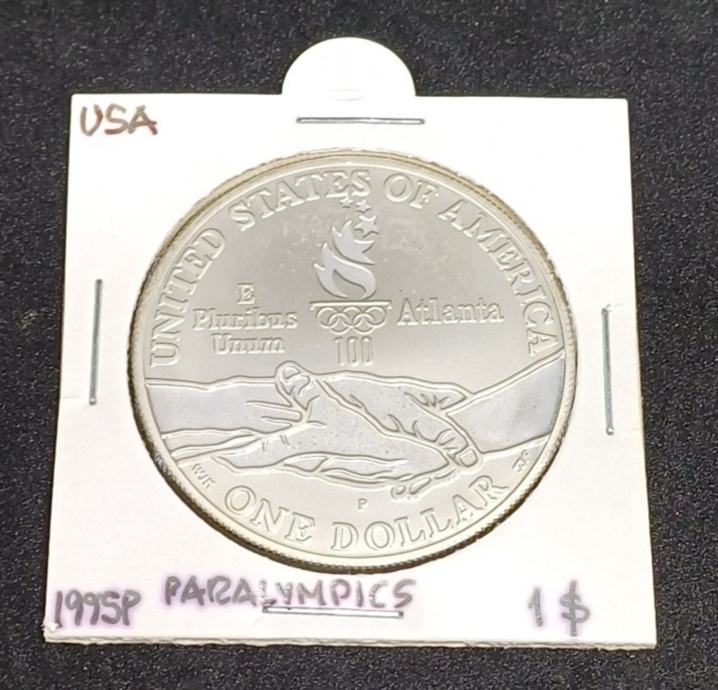 USA
UNITED STATES OF AMERICA
E
Pluribus
Unum
Atlanta
100
P
ONE DOLLAR
1995P PARALYMPICS 1$